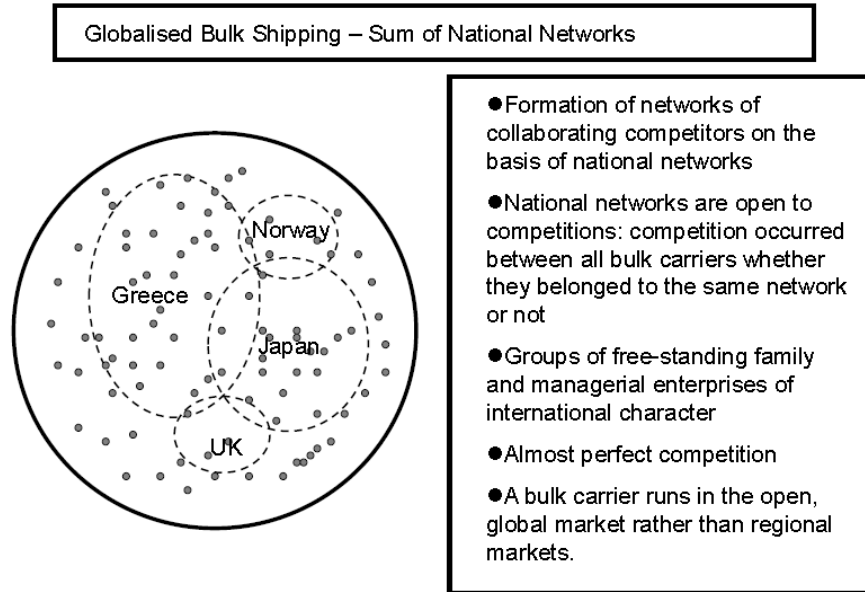 Globalised Bulk Shipping – Sum of National Networks
Norway
Greece
Japan
UK
●Formation of networks of
collaborating competitors on the
basis of national networks
●National networks are open to
competitions: competition occurred
between all bulk carriers whether
they belonged to the same network
or not
●Groups of free-standing family
and managerial enterprises of
international character
●Almost perfect competition
●A bulk carrier runs in the open,
global market rather than regional
markets.